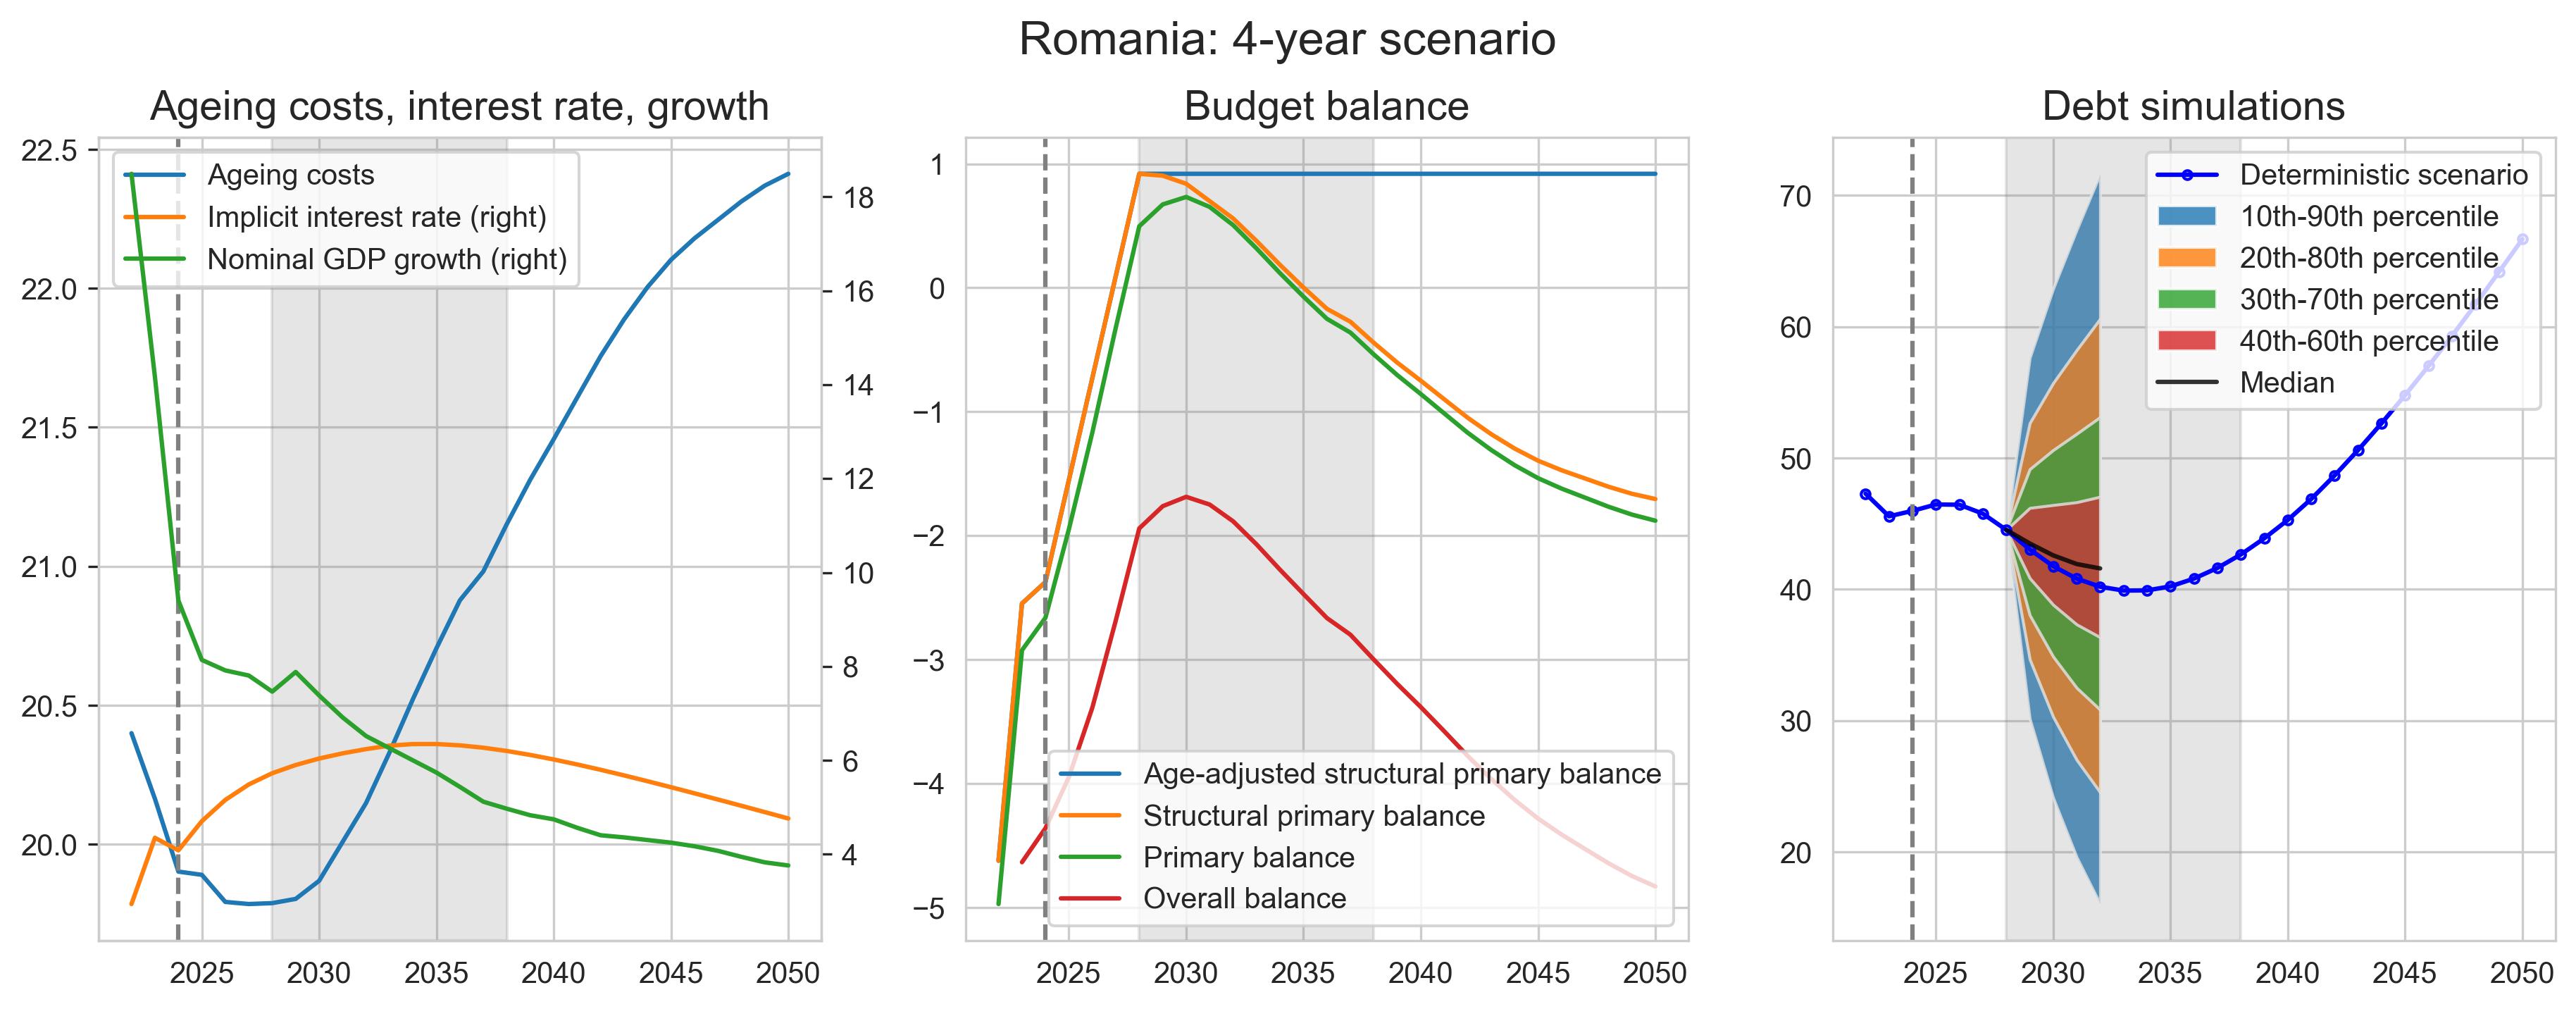 Romania: 4-year scenario
Ageing costs, interest rate, growth
22.5
22.0
21.5
21.0
20.5
20.0
Ageing costs
Implicit interest rate (right)
Nominal GDP growth (right)
18
16
14
12
10
8
6
4
2025 2030 2035 2040 2045 2050
Budget balance
1
0
−1
−2
−3
−4
−5
Age-adjusted structural primary balance
Structural primary balance
Primary balance
Overall balance
2025 2030 2035 2040 2045 2050
Debt simulations
70
60
50
40
30
20
Deterministic scenario
10th-90th percentile
20th-80th percentile
30th-70th percentile
40th-60th percentile
Median
2025 2030 2035 2040 2045 2050